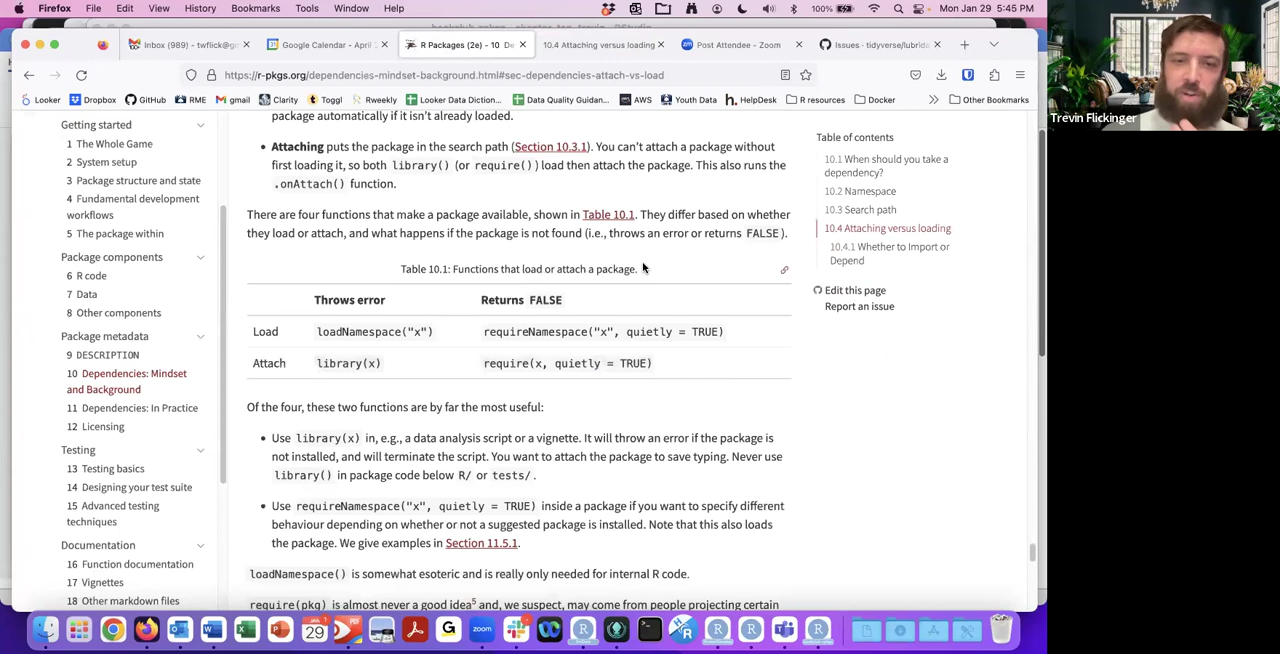 Firefox File Edit View History Bookmarks Tools Window Help
100% Mon Jan 29 5:45 PM
Inbox (989) - twflick@g
Google Calendar - April
R Packages (2e) - 10 De
10.4 Attaching versus loading
Post Attendee - Zoom
Issues · tidyverse/lubrid
https://r-pkgs.org/dependencies-mindset-background.html#sec-dependencies-attach-vs-load
Looker Dropbox GitHub RME gmail Clarity Toggl Rweekly Looker Data Diction... Data Quality Guidan... AWS Youth Data HelpDesk R resources Docker Other Bookmarks
Trevin Flickinger
Getting started
1 The Whole Game
2 System setup
3 Package structure and state
4 Fundamental development
workflows
5 The package within
Package components
6 R code
7 Data
8 Other components
Package metadata
9 DESCRIPTION
10 Dependencies: Mindset
and Background
11 Dependencies: In Practice
12 Licensing
Testing
13 Testing basics
14 Designing your test suite
15 Advanced testing
techniques
Documentation
16 Function documentation
17 Vignettes
18 Other markdown files
package automatically if it isn't already loaded.
• Attaching puts the package in the search path (Section 10.3.1). You can't attach a package without
first loading it, so both library() (or require()) load then attach the package. This also runs the
.onAttach() function.
There are four functions that make a package available, shown in Table 10.1. They differ based on whether
they load or attach, and what happens if the package is not found (i.e., throws an error or returns FALSE).
Table 10.1: Functions that load or attach a package.
Throws error Returns FALSE
Load loadNamespace("x") requireNamespace("x", quietly = TRUE)
Attach library(x) require(x, quietly = TRUE)
Of the four, these two functions are by far the most useful:
• Use library(x) in, e.g., a data analysis script or a vignette. It will throw an error if the package is
not installed, and will terminate the script. You want to attach the package to save typing. Never use
library() in package code below R/ or tests/.
• Use requireNamespace("x", quietly = TRUE) inside a package if you want to specify different
behaviour depending on whether or not a suggested package is installed. Note that this also loads
the package. We give examples in Section 11.5.1.
loadNamespace() is somewhat esoteric and is really only needed for internal R code.
require(pkg) is almost never a good idea5 and, we suspect, may come from people projecting certain
Table of contents
10.1 When should you take a
dependency?
10.2 Namespace
10.3 Search path
10.4 Attaching versus loading
10.4.1 Whether to Import or
Depend
Edit this page
Report an issue
JAN
29
zoom